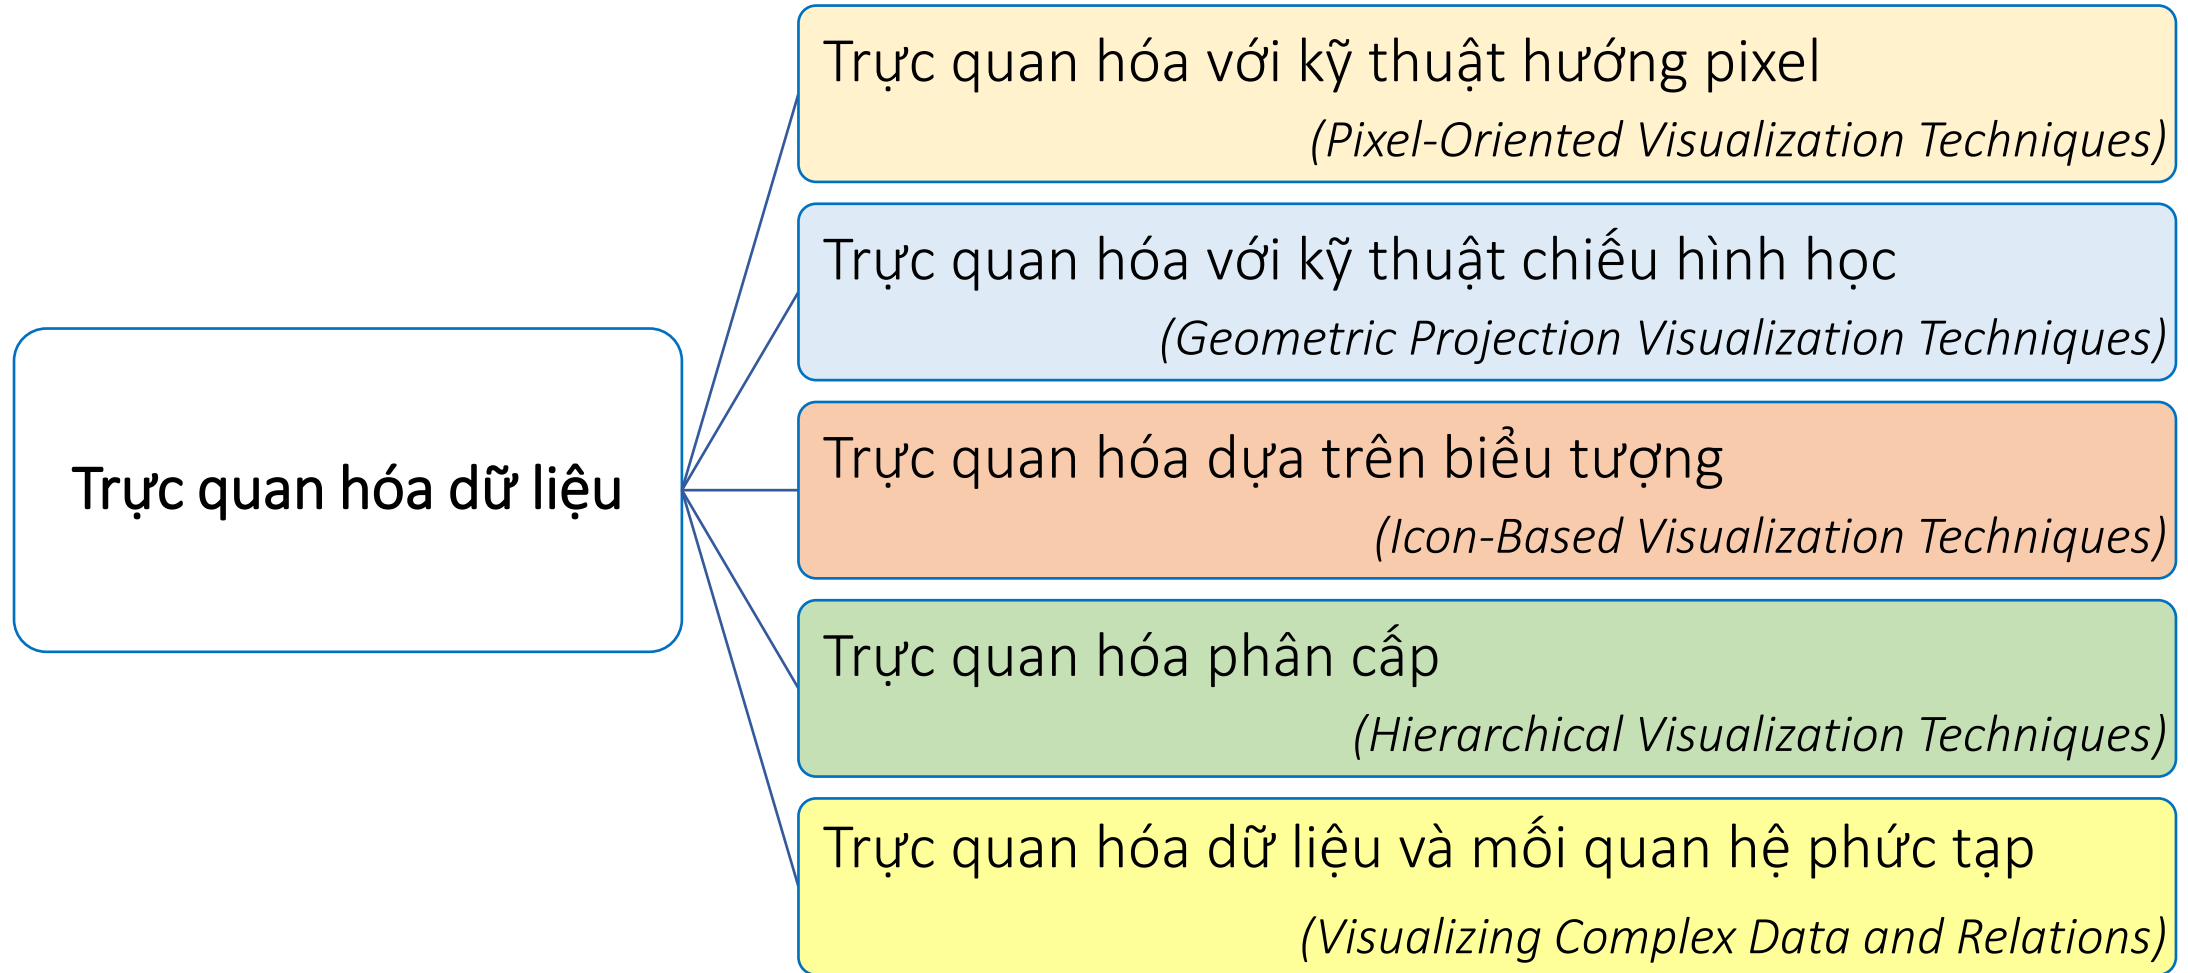 Trực quan hóa dữ liệu
Trực quan hóa với kỹ thuật hướng pixel
(Pixel-Oriented Visualization Techniques)
Trực quan hóa với kỹ thuật chiếu hình học
(Geometric Projection Visualization Techniques)
Trực quan hóa dựa trên biểu tượng
(Icon-Based Visualization Techniques)
Trực quan hóa phân cấp
(Hierarchical Visualization Techniques)
Trực quan hóa dữ liệu và mối quan hệ phức tạp
(Visualizing Complex Data and Relations)